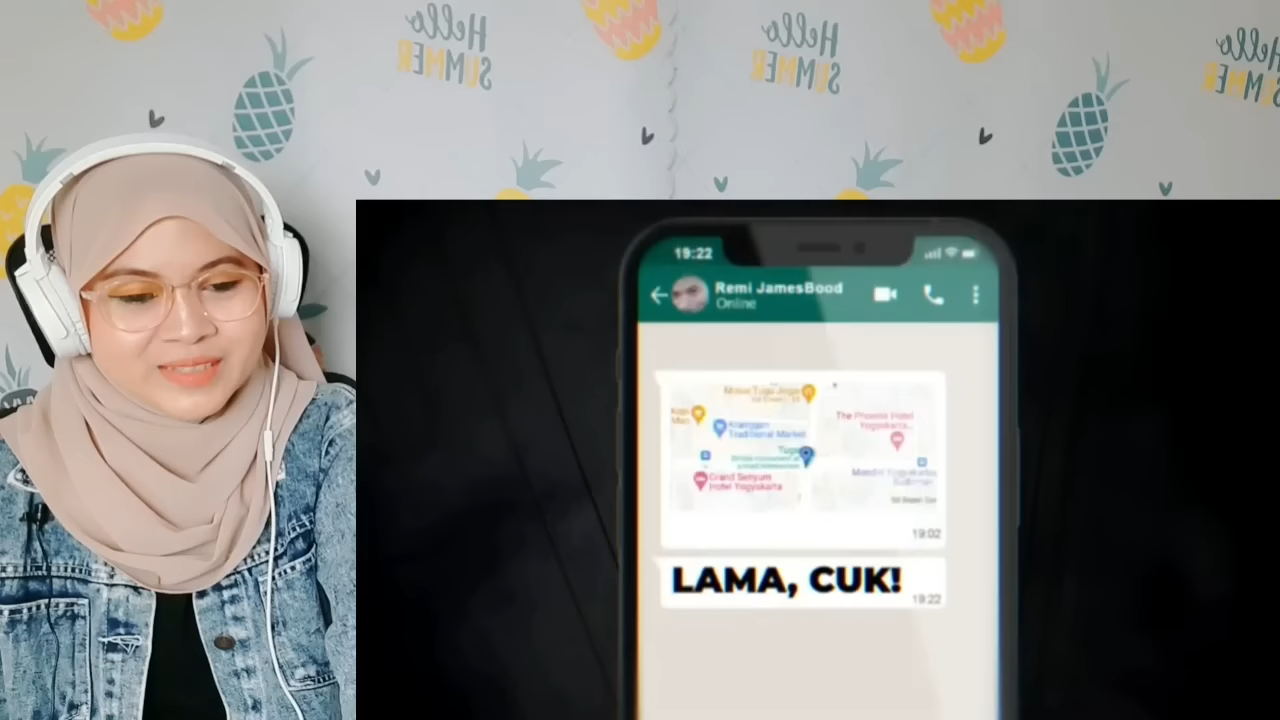 Hello
SUMMER
Hello
SUMMER
Hello
SUMMER
19:22
Remi JamesBood
Online
The Phoenix Hotel
Yogyakarta...
Kranggan
Traditional Market
Tugu
Grand Senyum
Hotel Yogyakarta
19:02
LAMA, CUK!
19:22